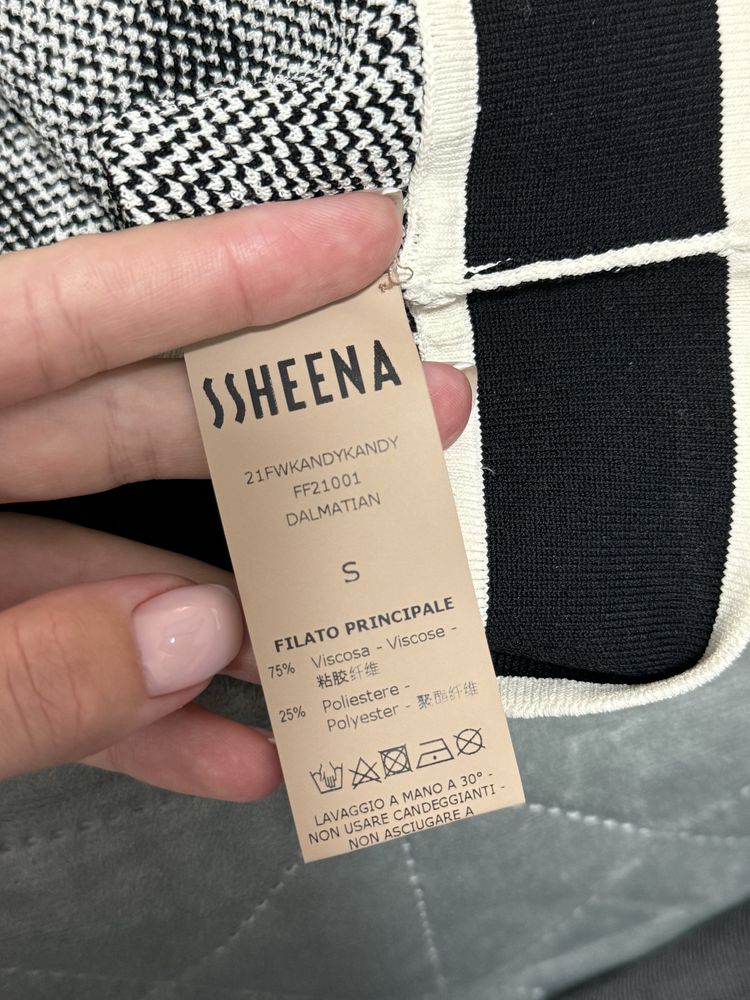 SSHEENA
21FWKANDYKANDY
FF21001
DALMATIAN
S
FILATO PRINCIPALE
75% Viscosa - Viscose -
粘胶纤维
25% Poliestere -
Polyester - 聚酯纤维
LAVAGGIO A MANO A 30° -
NON USARE CANDEGGIANTI -
NON ASCIUGARE A